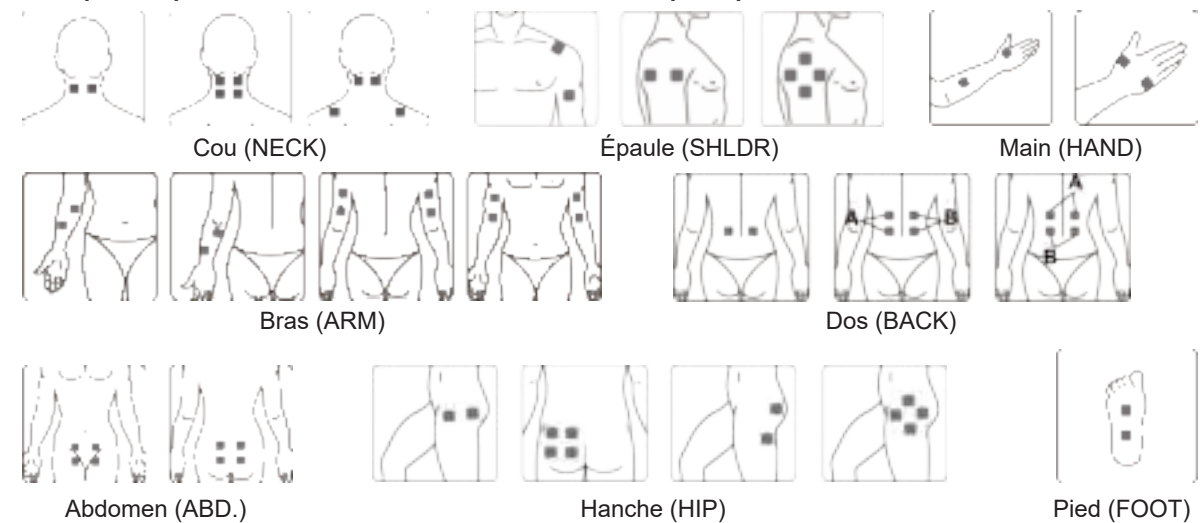 Cou (NECK)
Épaule (SHLDR)
Main (HAND)
A
A
B
B
Bras (ARM)
Dos (BACK)
Abdomen (ABD.)
Hanche (HIP)
Pied (FOOT)